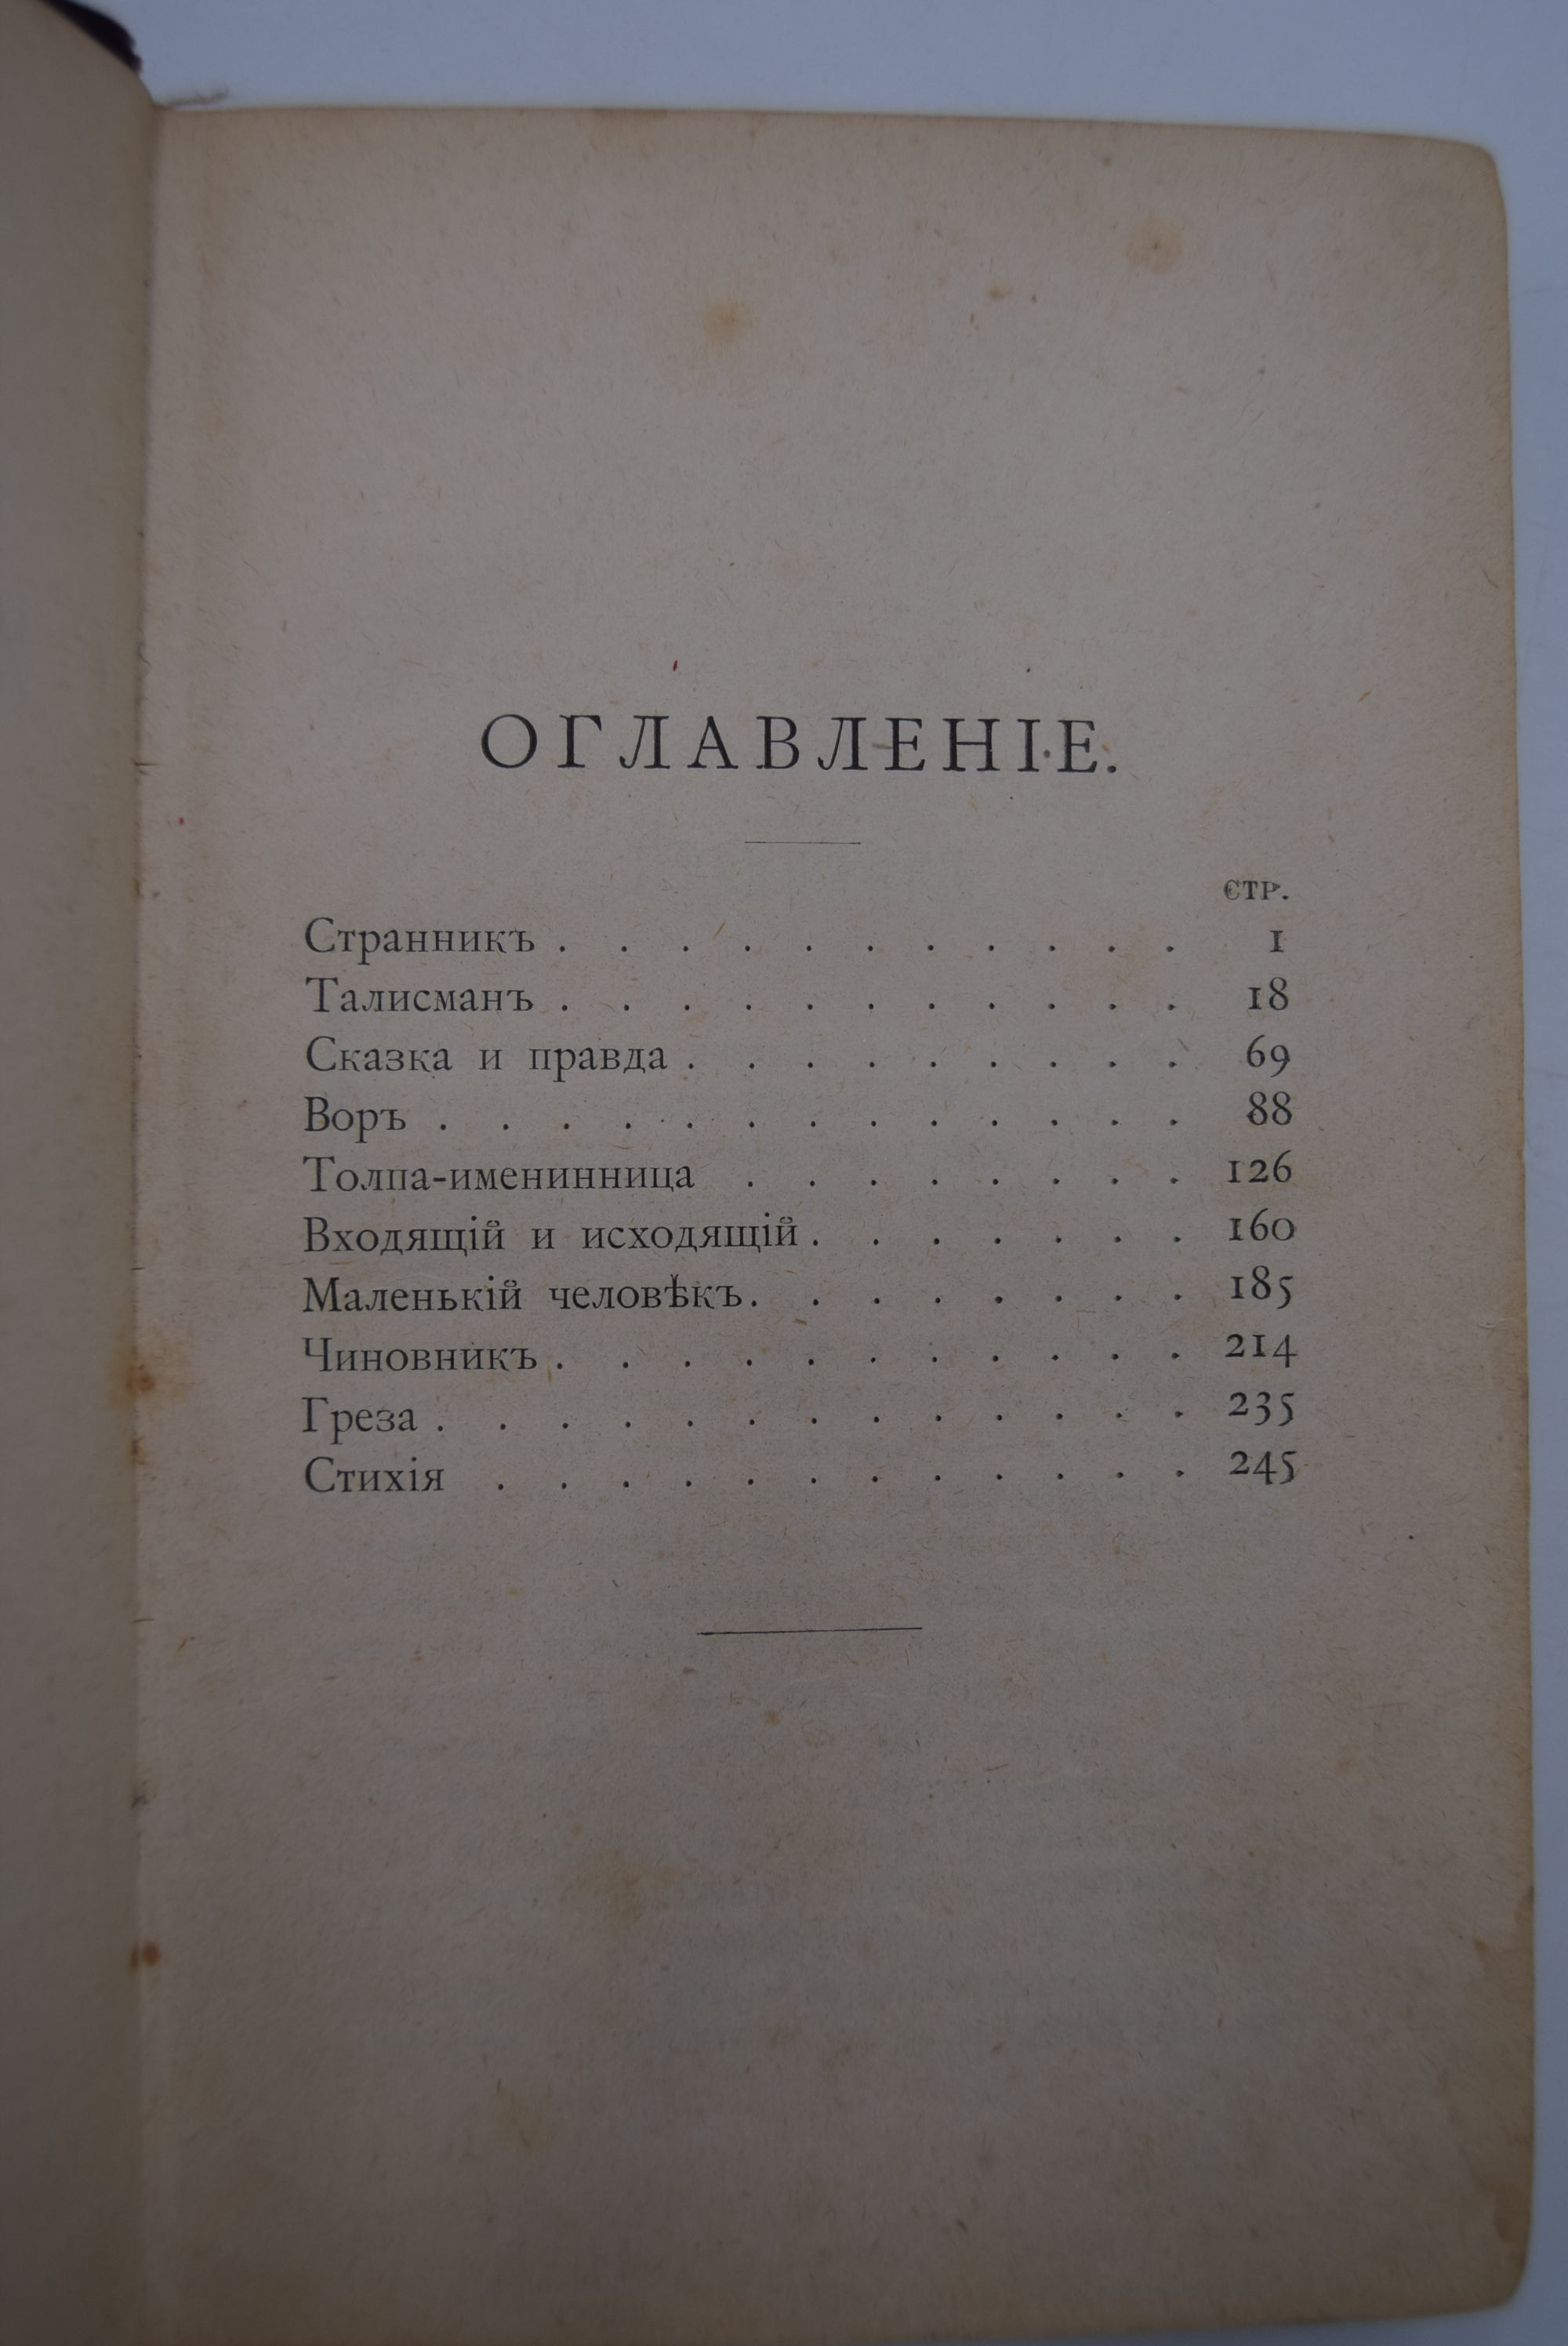 ОГЛАВЛЕНІЕ.
СТР.
Странникъ . . . . . . . . . . . 1
Талисманъ . . . . . . . . . . . 18
Сказка и правда . . . . . . . . . 69
Воръ . . . . . . . . . . . . . 88
Толпа-именинница . . . . . . . . 126
Входящій и исходящій . . . . . . . 160
Маленькій человѣкъ . . . . . . . . 185
Чиновникъ . . . . . . . . . . . 214
Греза . . . . . . . . . . . . . 235
Стихія . . . . . . . . . . . . 245